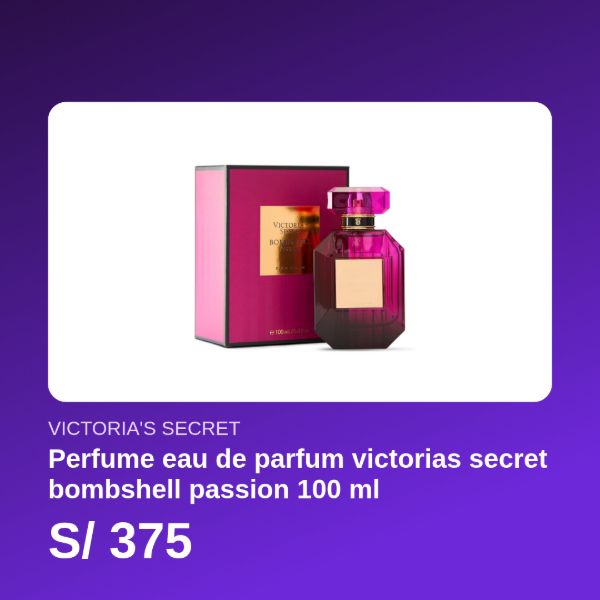 VICTORIA'S SECRET
Perfume eau de parfum victorias secret
bombshell passion 100 ml
S/ 375